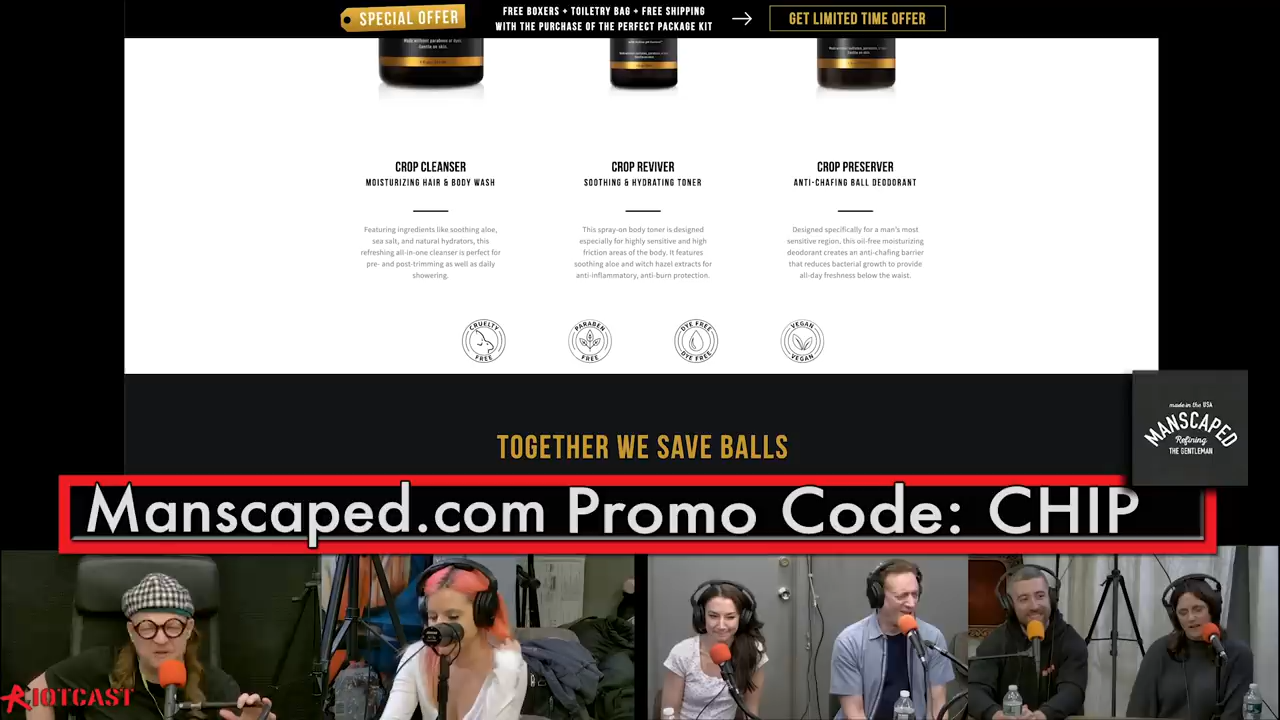 SPECIAL OFFER
FREE BOXERS + TOILETRY BAG + FREE SHIPPING
WITH THE PURCHASE OF THE PERFECT PACKAGE KIT
GET LIMITED TIME OFFER
CROP CLEANSER
MOISTURIZING HAIR & BODY WASH
Featuring ingredients like soothing aloe,
sea salt, and natural hydrators, this
refreshing all-in-one cleanser is perfect for
pre- and post-trimming as well as daily
showering.
CROP REVIVER
SOOTHING & HYDRATING TONER
This spray-on body toner is designed
especially for highly sensitive and high
friction areas of the body. It features
soothing aloe and witch hazel extracts for
anti-inflammatory, anti-burn protection.
CROP PRESERVER
ANTI-CHAFING BALL DEODORANT
Designed specifically for a man's most
sensitive region, this oil-free moisturizing
deodorant creates an anti-chafing barrier
that reduces bacterial growth to provide
all-day freshness below the waist.
CRUELTY
FREE
PARABEN
FREE
DYE FREE
DYE FREE
VEGAN
VEGAN
TOGETHER WE SAVE BALLS
made in the USA
MANSCAPED
Refining
THE GENTLEMAN
Manscaped.com Promo Code: CHIP
RIOTCAST